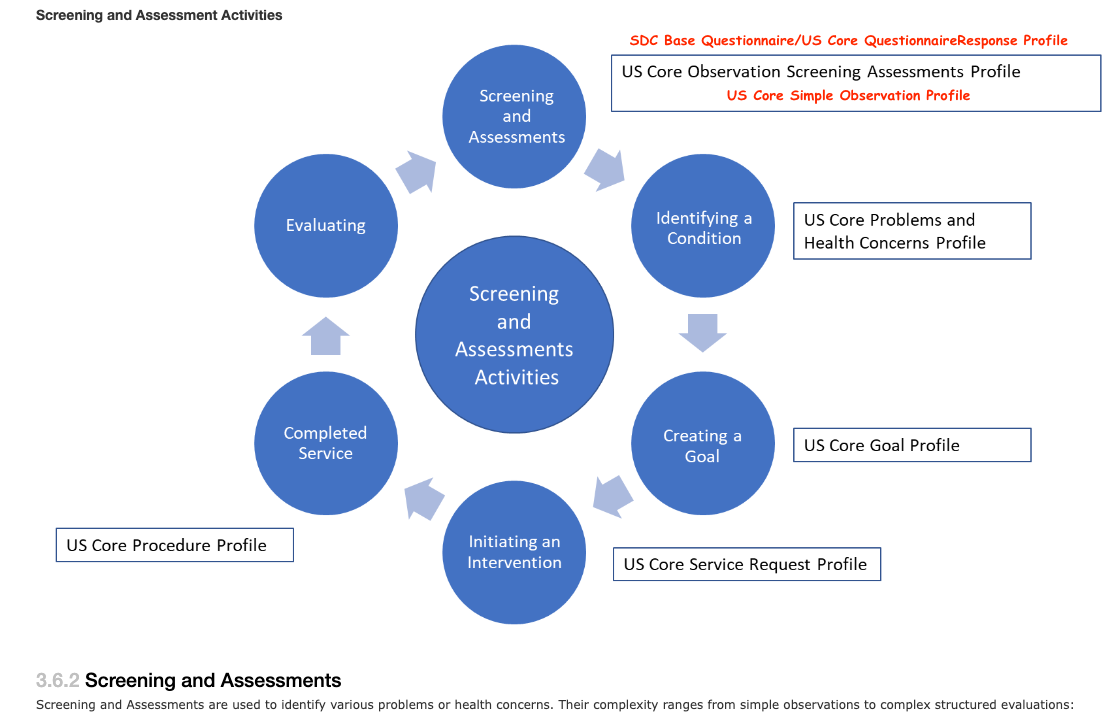 Screening and Assessment Activities
SDC Base Questionnaire/US Core QuestionnaireResponse Profile
US Core Observation Screening Assessments Profile
US Core Simple Observation Profile
Screening
and
Assessments
Identifying a
Condition
US Core Problems and
Health Concerns Profile
Creating a
Goal
US Core Goal Profile
Initiating an
Intervention
US Core Service Request Profile
Completed
Service
US Core Procedure Profile
Evaluating
Screening
and
Assessments
Activities
3.6.2 Screening and Assessments
Screening and Assessments are used to identify various problems or health concerns. Their complexity ranges from simple observations to complex structured evaluations: